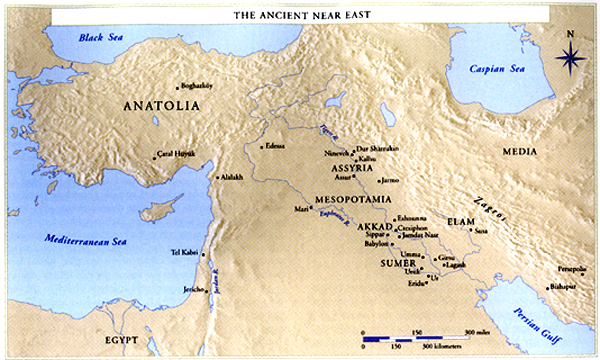 THE ANCIENT NEAR EAST
Black Sea
Caspian Sea
N
Boghazköy
ANATOLIA
Tigris R.
Edessa
Dur Sharrukin
Nineveh
Kalhu
MEDIA
Çatal Hüyük
ASSYRIA
Alalakh
Assur
Jarmo
MESOPOTAMIA
Zagros
Mari
Euphrates R.
Eshnunna
ELAM
AKKAD
Ctesiphon
Susa
Sippar
Jamdat Nasr
Mediterranean Sea
Babylon
Tel Kabri
Umma
Girsu
SUMER
Lagash
Jordan R.
Uruk
Ur
Persepolis
Jericho
Eridu
Bishapur
Persian Gulf
EGYPT
0 150 300 miles
0 150 300 kilometers